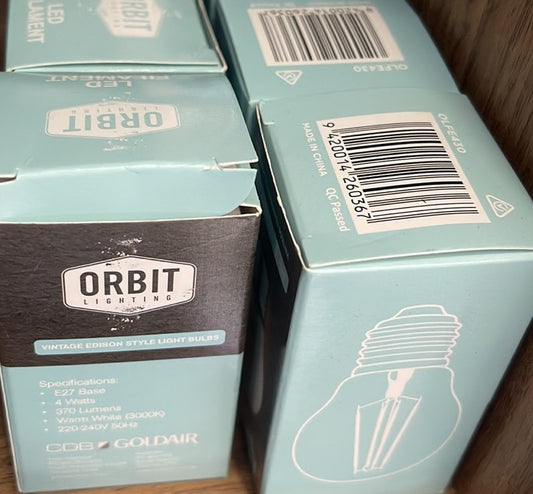 LED
FILAMENT
ORBIT
LIGHTING
OLFE430
LED
FILAMENT
ORBIT
LIGHTING
OLFE430
9 420014 260367
MADE IN CHINA
QC Passed
ORBIT
LIGHTING
VINTAGE EDISON STYLE LIGHT BULBS
Specifications:
• E27 Base
• 4 Watts
• 370 Lumens
• Warm White (3000K)
• 220-240V 50Hz
CDB GOLDAIR